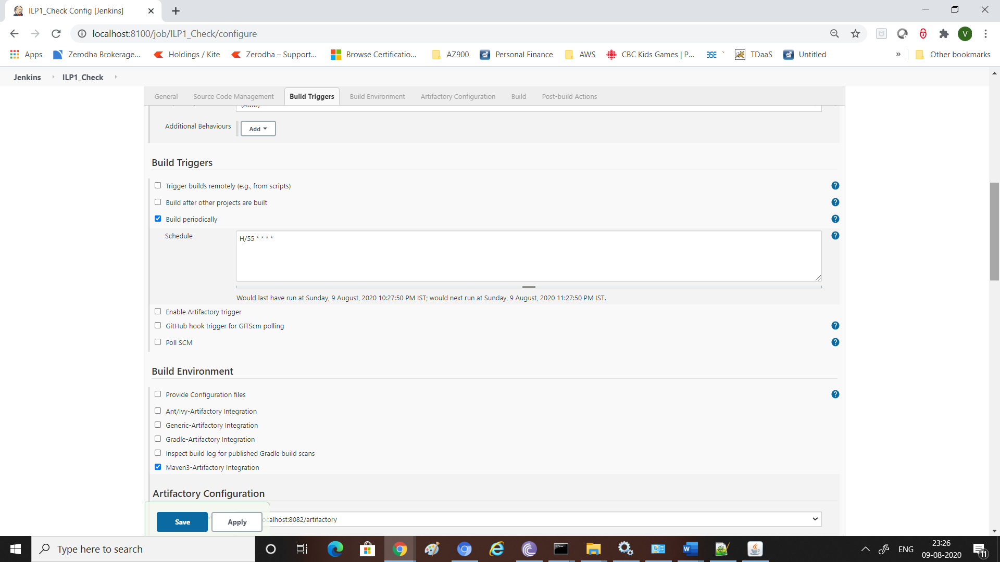 ILP1_Check Config [Jenkins]
localhost:8100/job/ILP1_Check/configure
V
Apps
Zerodha Brokerage...
Holdings / Kite
Zerodha – Support...
Browse Certificatio...
AZ900
Personal Finance
AWS
CBC Kids Games | P...
BSE `
TDaaS
Untitled
»
Other bookmarks
Jenkins ILP1_Check
General Source Code Management Build Triggers Build Environment Artifactory Configuration Build Post-build Actions
(Auto)
Additional Behaviours
Add
Build Triggers
Trigger builds remotely (e.g., from scripts)
Build after other projects are built
Build periodically
Schedule
H/55 * * * *
Would last have run at Sunday, 9 August, 2020 10:27:50 PM IST; would next run at Sunday, 9 August, 2020 11:27:50 PM IST.
Enable Artifactory trigger
GitHub hook trigger for GITScm polling
Poll SCM
Build Environment
Provide Configuration files
Ant/Ivy-Artifactory Integration
Generic-Artifactory Integration
Gradle-Artifactory Integration
Inspect build log for published Gradle build scans
Maven3-Artifactory Integration
Artifactory Configuration
Save
Apply
calhost:8082/artifactory
Type here to search
ENG
23:26
09-08-2020
11